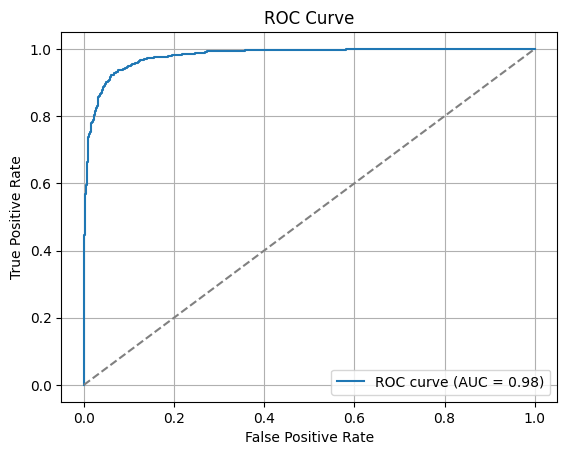 ROC Curve
True Positive Rate
1.0
0.8
0.6
0.4
0.2
0.0
ROC curve (AUC = 0.98)
0.0 0.2 0.4 0.6 0.8 1.0
False Positive Rate